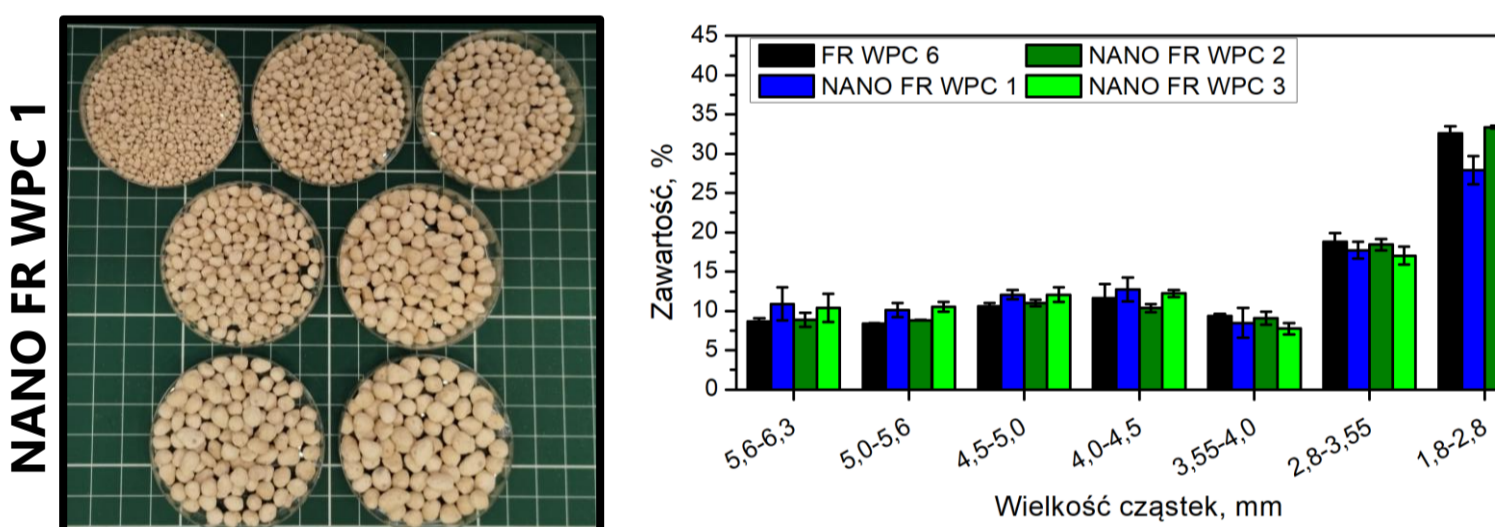 NANO FR WPC 1
FR WPC 6
NANO FR WPC 2
NANO FR WPC 1
NANO FR WPC 3
Zawartość, %
45
40
35
30
25
20
15
10
5
0
5,6-6,3
5,0-5,6
4,5-5,0
4,0-4,5
3,55-4,0
2,8-3,55
1,8-2,8
Wielkość cząstek, mm